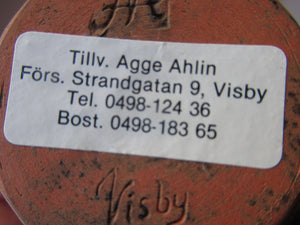 Tillv. Agge Ahlin
Förs. Strandgatan 9, Visby
Tel. 0498-124 36
Bost. 0498-183 65
Visby